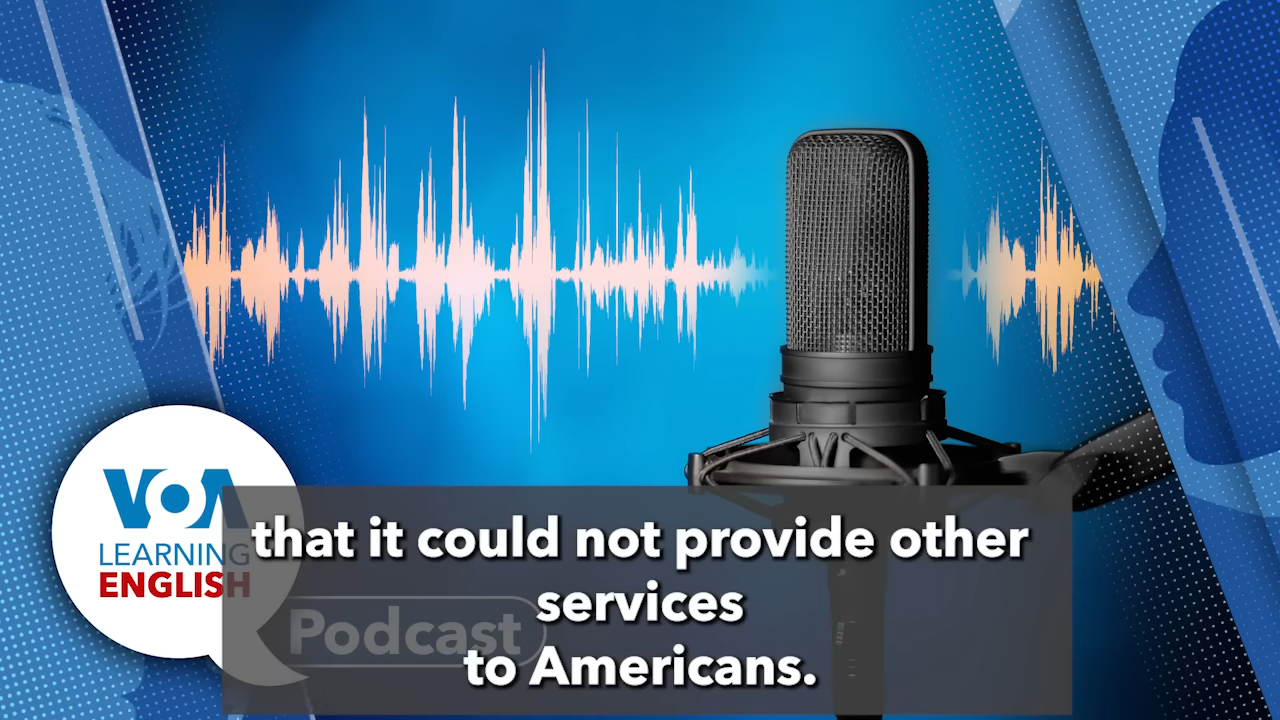 VOA
LEARNING
ENGLISH
Podcast
that it could not provide other
services
to Americans.